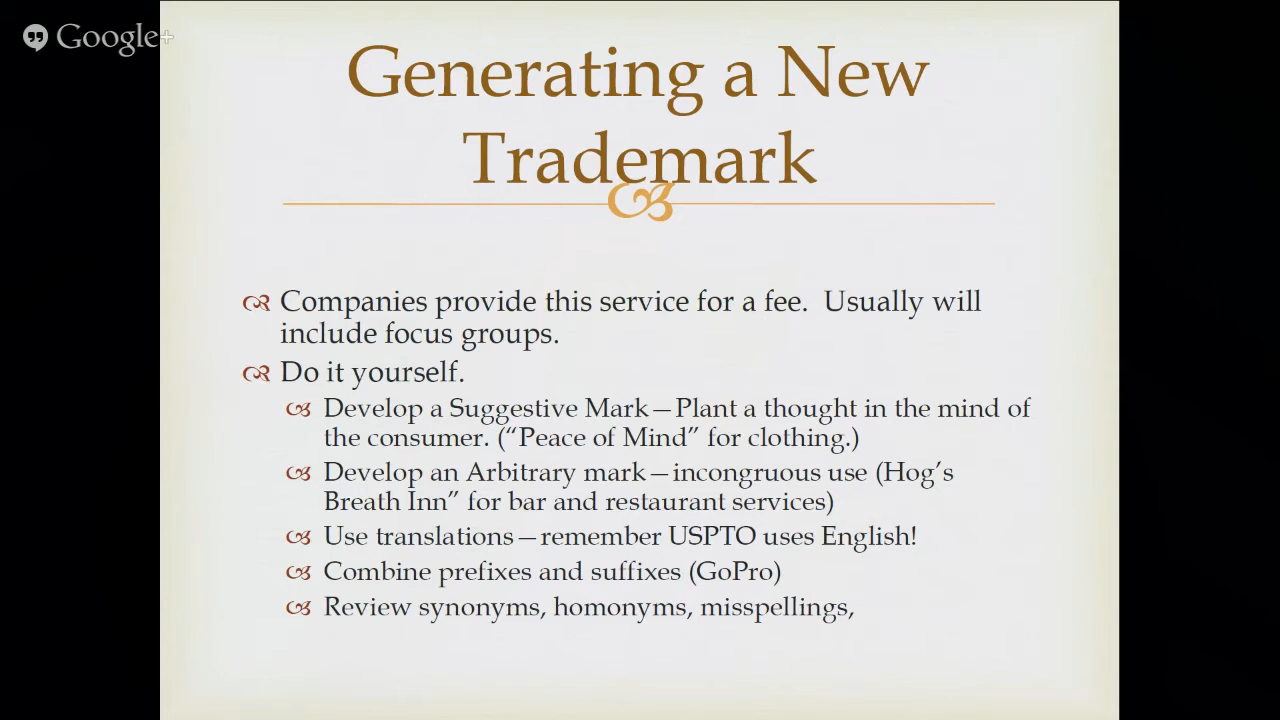 Google+
Generating a New
Trademark
Companies provide this service for a fee.  Usually will
include focus groups.
Do it yourself.
Develop a Suggestive Mark—Plant a thought in the mind of
the consumer. (“Peace of Mind” for clothing.)
Develop an Arbitrary mark—incongruous use (Hog’s
Breath Inn” for bar and restaurant services)
Use translations—remember USPTO uses English!
Combine prefixes and suffixes (GoPro)
Review synonyms, homonyms, misspellings,